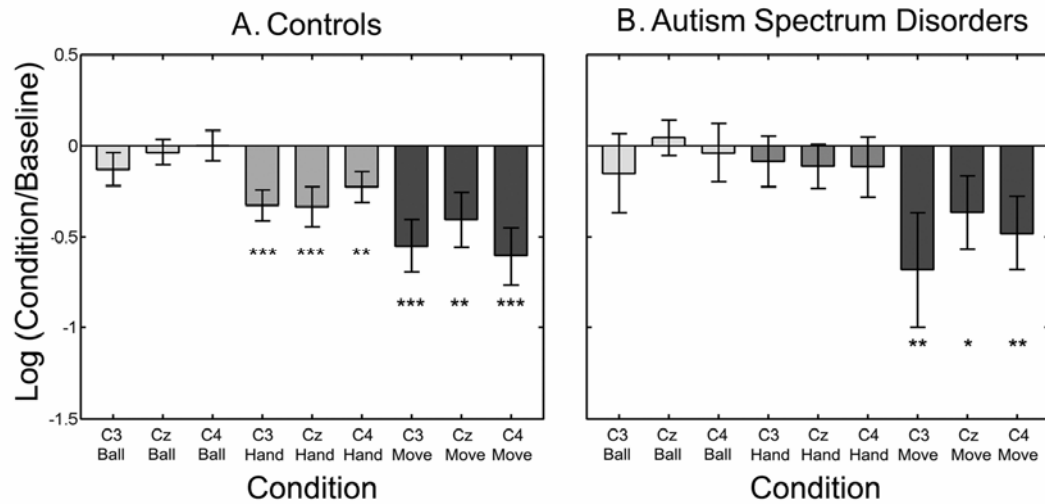 A. Controls
B. Autism Spectrum Disorders
Log (Condition/Baseline)
0.5
0
-0.5
-1
-1.5
*** *** ** *** ** ***
** * **
C3 Cz C4 C3 Cz C4 C3 Cz C4
Ball Ball Ball Hand Hand Hand Move Move Move
Condition
C3 Cz C4 C3 Cz C4 C3 Cz C4
Ball Ball Ball Hand Hand Hand Move Move Move
Condition